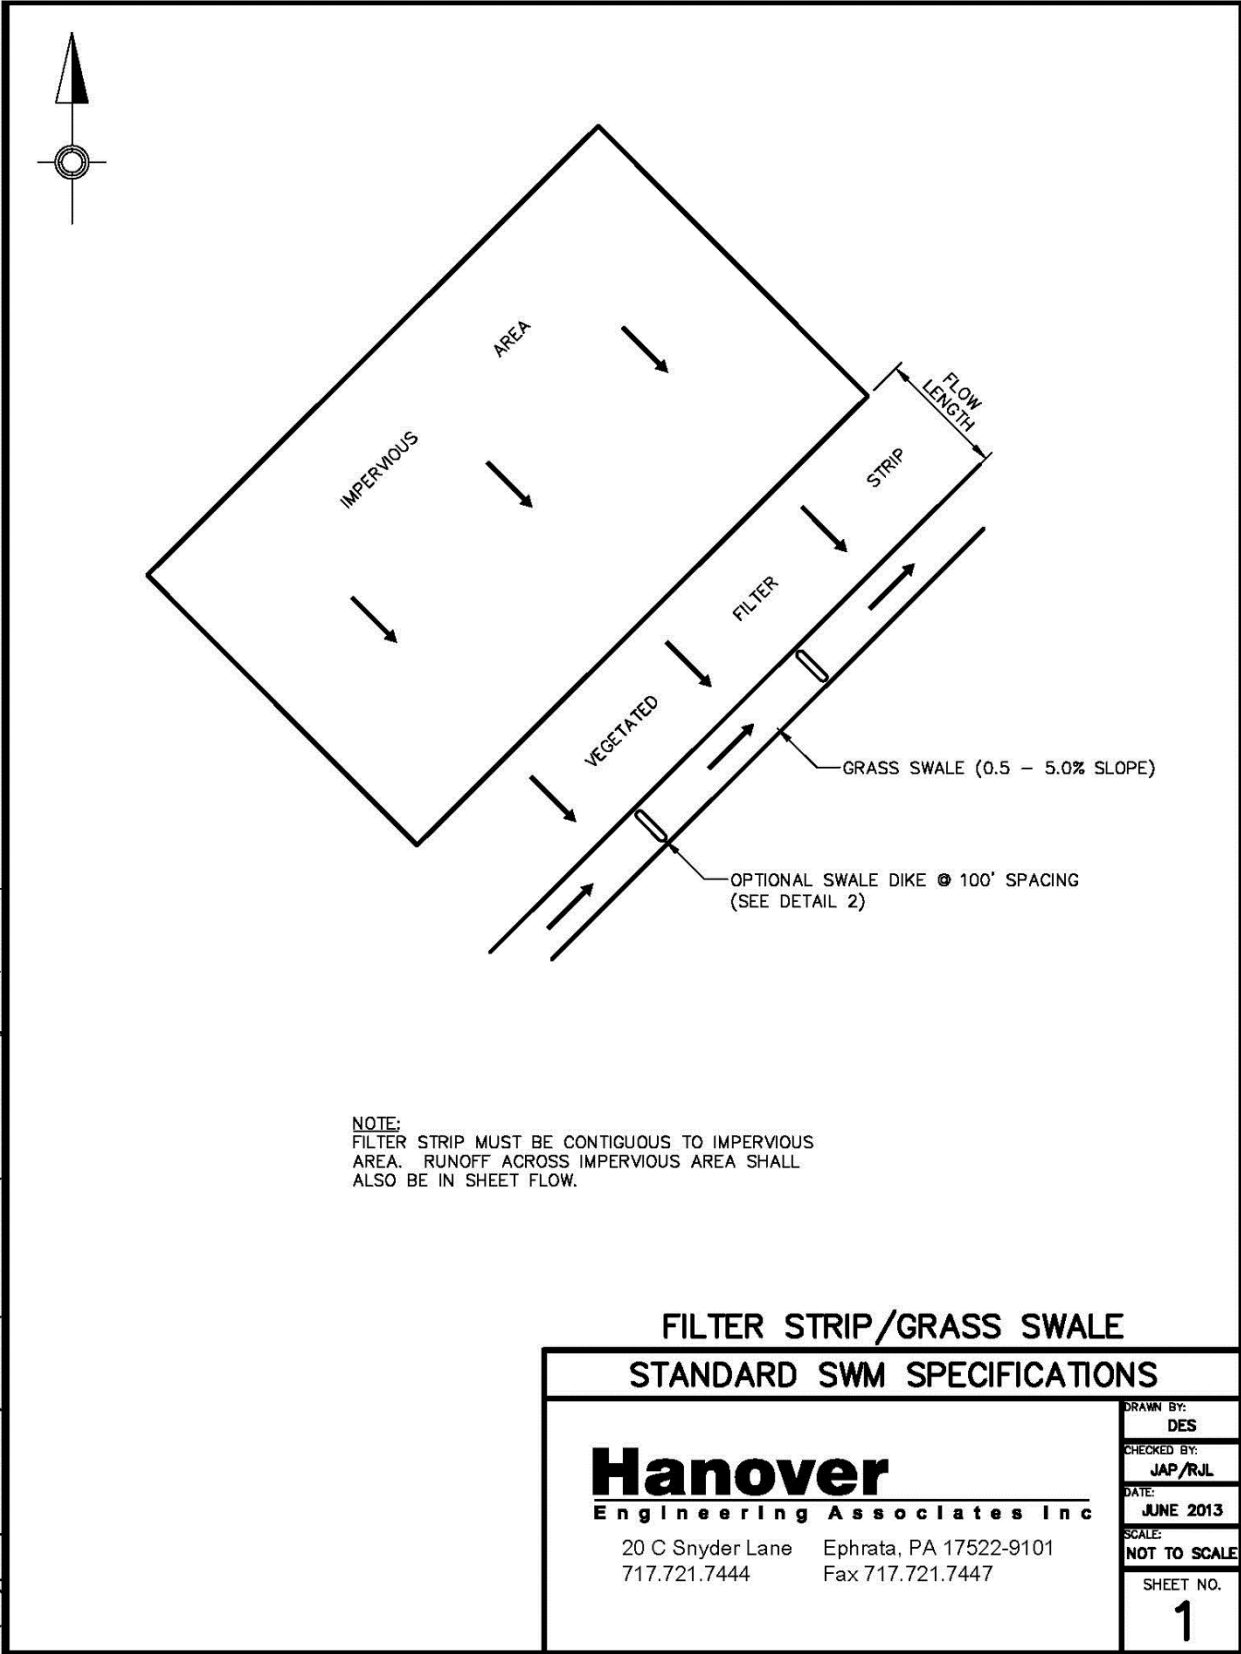 AREA
IMPERVIOUS
FLOW
LENGTH
STRIP
FILTER
VEGETATED
GRASS SWALE (0.5 – 5.0% SLOPE)
OPTIONAL SWALE DIKE @ 100' SPACING
(SEE DETAIL 2)
NOTE:
FILTER STRIP MUST BE CONTIGUOUS TO IMPERVIOUS
AREA. RUNOFF ACROSS IMPERVIOUS AREA SHALL
ALSO BE IN SHEET FLOW.
FILTER STRIP/GRASS SWALE
STANDARD SWM SPECIFICATIONS
Hanover
Engineering Associates Inc
20 C Snyder Lane Ephrata, PA 17522-9101
717.721.7444 Fax 717.721.7447
DRAWN BY:
DES
CHECKED BY:
JAP/RJL
DATE:
JUNE 2013
SCALE:
NOT TO SCALE
SHEET NO.
1